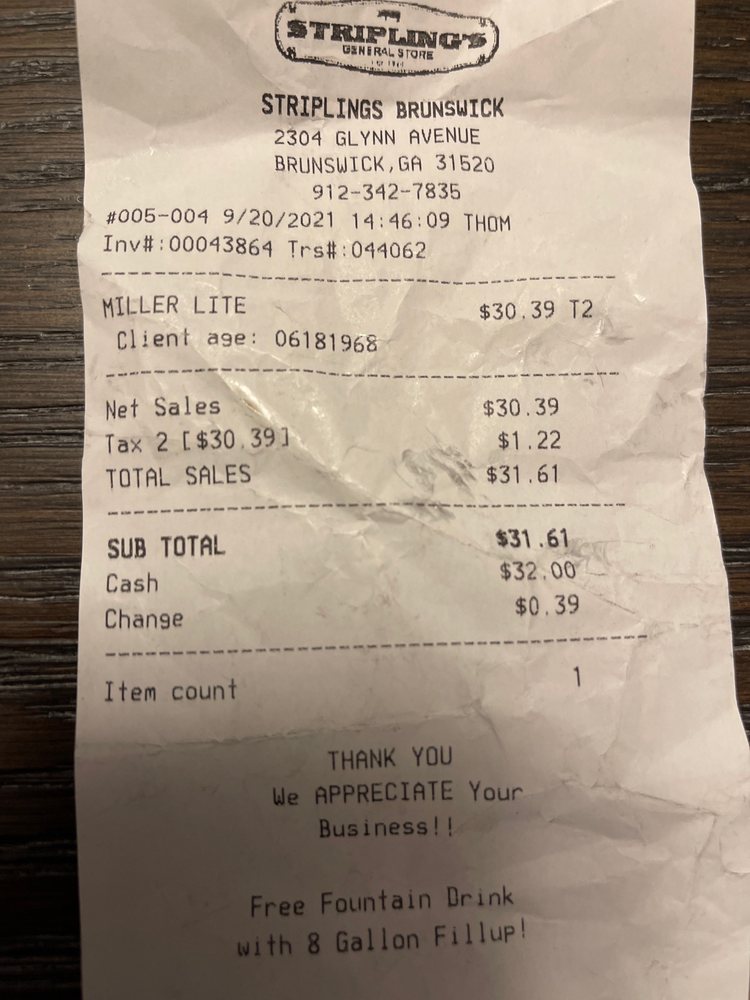 STRIPLING'S
GENERAL STORE
STRIPLINGS BRUNSWICK
2304 GLYNN AVENUE
BRUNSWICK,GA 31520
912-342-7835
#005-004 9/20/2021 14:46:09 THOM
Inv#:00043864 Trs#:044062
MILLER LITE $30.39 T2
Client age: 06181968
Net Sales $30.39
Tax 2 [$30.39] $1.22
TOTAL SALES $31.61
SUB TOTAL $31.61
Cash $32.00
Change $0.39
Item count 1
THANK YOU
We APPRECIATE Your
Business!!
Free Fountain Drink
with 8 Gallon Fillup!